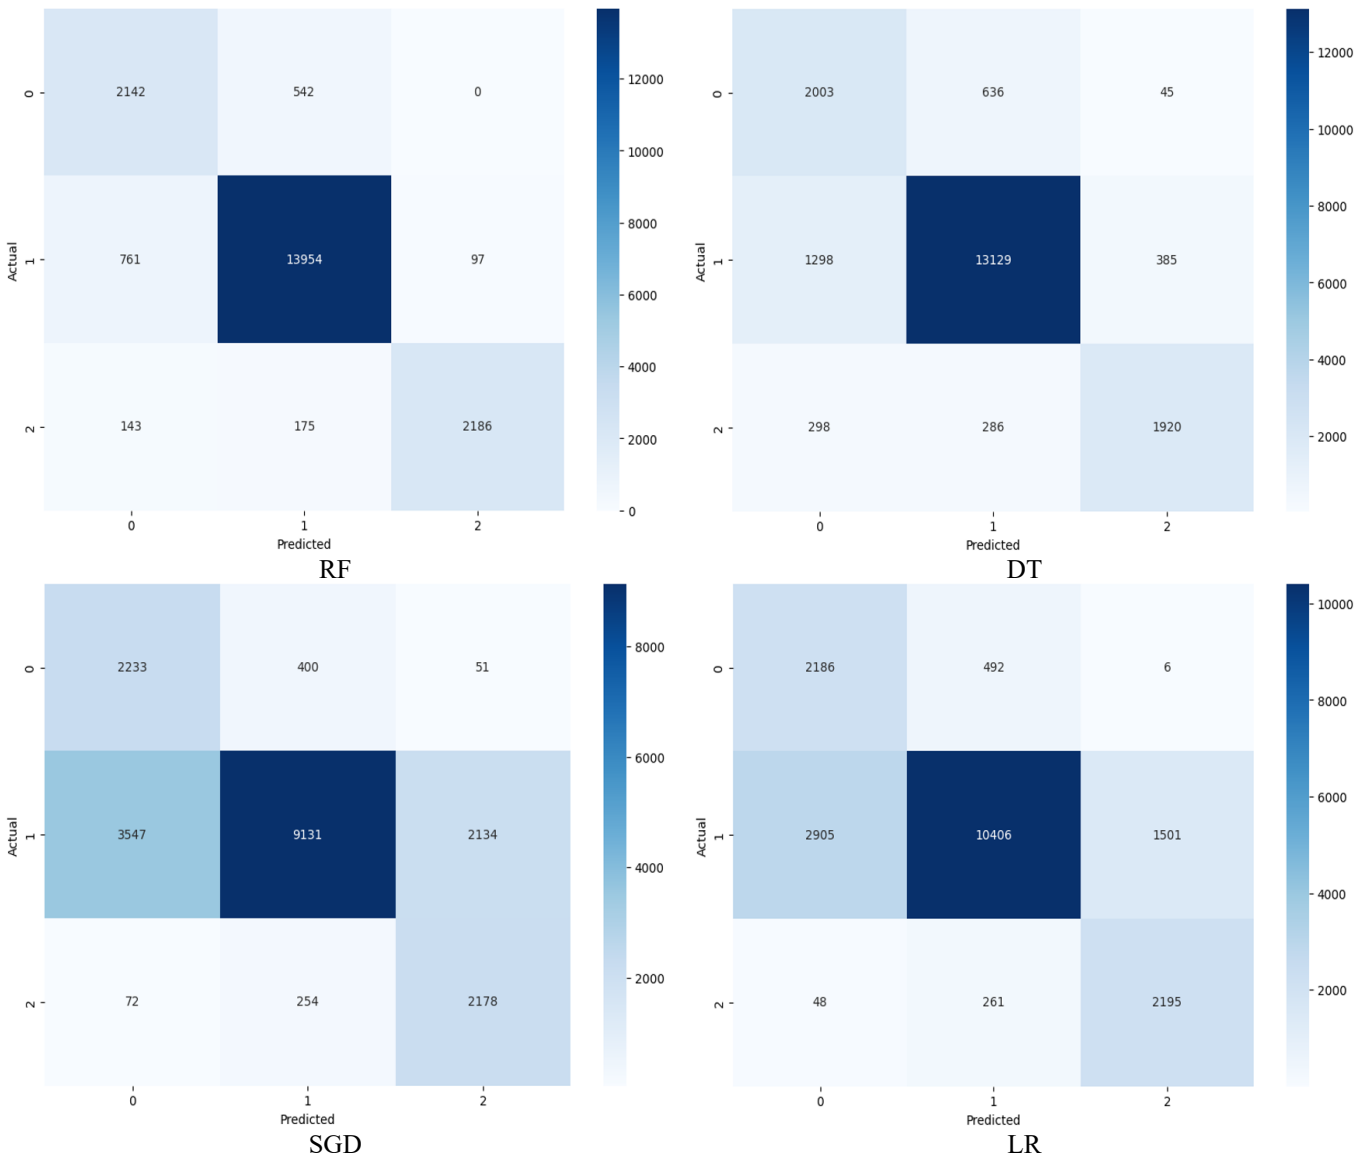 0 2142 542 0
Actual 1 761 13954 97
2 143 175 2186
0 1 2
Predicted
12000
10000
8000
6000
4000
2000
0
RF
0 2003 636 45
Actual 1 1298 13129 385
2 298 286 1920
0 1 2
Predicted
12000
10000
8000
6000
4000
2000
DT
0 2233 400 51
Actual 1 3547 9131 2134
2 72 254 2178
0 1 2
Predicted
8000
6000
4000
2000
SGD
0 2186 492 6
Actual 1 2905 10406 1501
2 48 261 2195
0 1 2
Predicted
10000
8000
6000
4000
2000
LR